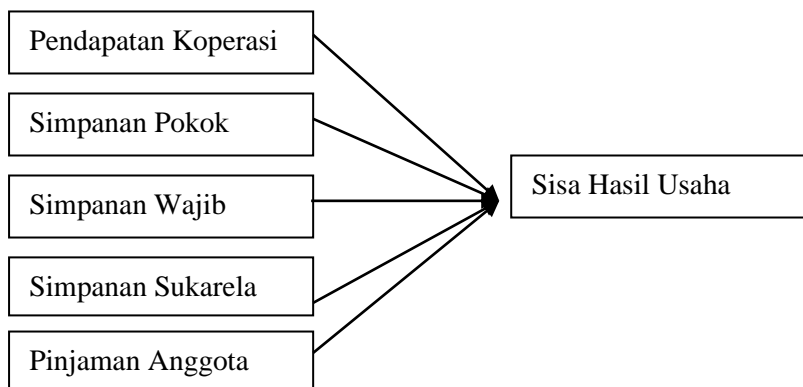 Pendapatan Koperasi
Simpanan Pokok
Simpanan Wajib
Sisa Hasil Usaha
Simpanan Sukarela
Pinjaman Anggota